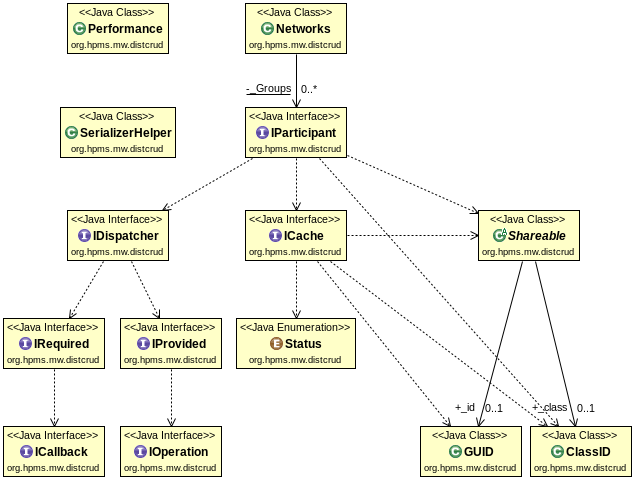 <<Java Class>>
Performance
org.hpms.mw.distcrud
<<Java Class>>
Networks
org.hpms.mw.distcrud
-_Groups
0..*
<<Java Class>>
SerializerHelper
org.hpms.mw.distcrud
<<Java Interface>>
IParticipant
org.hpms.mw.distcrud
<<Java Interface>>
IDispatcher
org.hpms.mw.distcrud
<<Java Interface>>
ICache
org.hpms.mw.distcrud
<<Java Class>>
Shareable
org.hpms.mw.distcrud
<<Java Interface>>
IRequired
org.hpms.mw.distcrud
<<Java Interface>>
IProvided
org.hpms.mw.distcrud
<<Java Enumeration>>
Status
org.hpms.mw.distcrud
+_id
0..1
+_class
0..1
<<Java Interface>>
ICallback
org.hpms.mw.distcrud
<<Java Interface>>
IOperation
org.hpms.mw.distcrud
<<Java Class>>
GUID
org.hpms.mw.distcrud
<<Java Class>>
ClassID
org.hpms.mw.distcrud